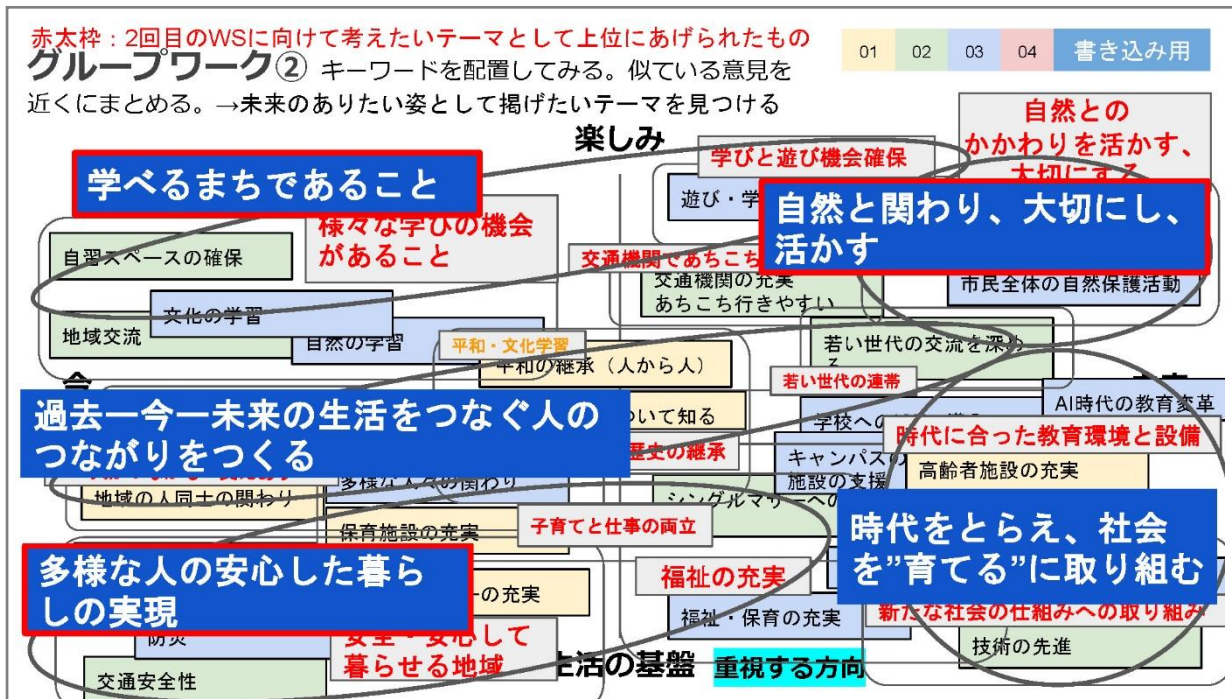 赤太枠：2回目のWSに向けて考えたいテーマとして上位にあげられたもの
グループワーク② キーワードを配置してみる。似ている意見を
近くにまとめる。→未来のありたい姿として掲げたいテーマを見つける
01 02 03 04 書き込み用
楽しみ
学びと遊び機会確保
自然との
かかわりを活かす、
大切にする
学べるまちであること
遊び・学
自然と関わり、大切にし、
活かす
様々な学びの機会
があること
自習スペースの確保
交通機関であちこち
交通機関の充実
あちこち行きやすい
市民全体の自然保護活動
文化の学習
地域交流
自然の学習
平和・文化学習
平和の継承（人から人）
若い世代の交流を深め
る
若い世代の連帯
AI時代の教育変革
過去ー今ー未来の生活をつなぐ人の
つながりをつくる
ついて知る
学校への
時代に合った教育環境と設備
歴史の継承
キャンパスの
施設の支援
高齢者施設の充実
地域の人同士の関わり
多様な人々の関わり
シングルマザーへの
保育施設の充実
子育てと仕事の両立
時代をとらえ、社会
を”育てる”に取り組む
多様な人の安心した暮ら
しの実現
福祉の充実
ーの充実
新たな社会の仕組みへの取り組み
福祉・保育の充実
防災
安全・安心して
暮らせる地域
技術の先進
生活の基盤
重視する方向
交通安全性